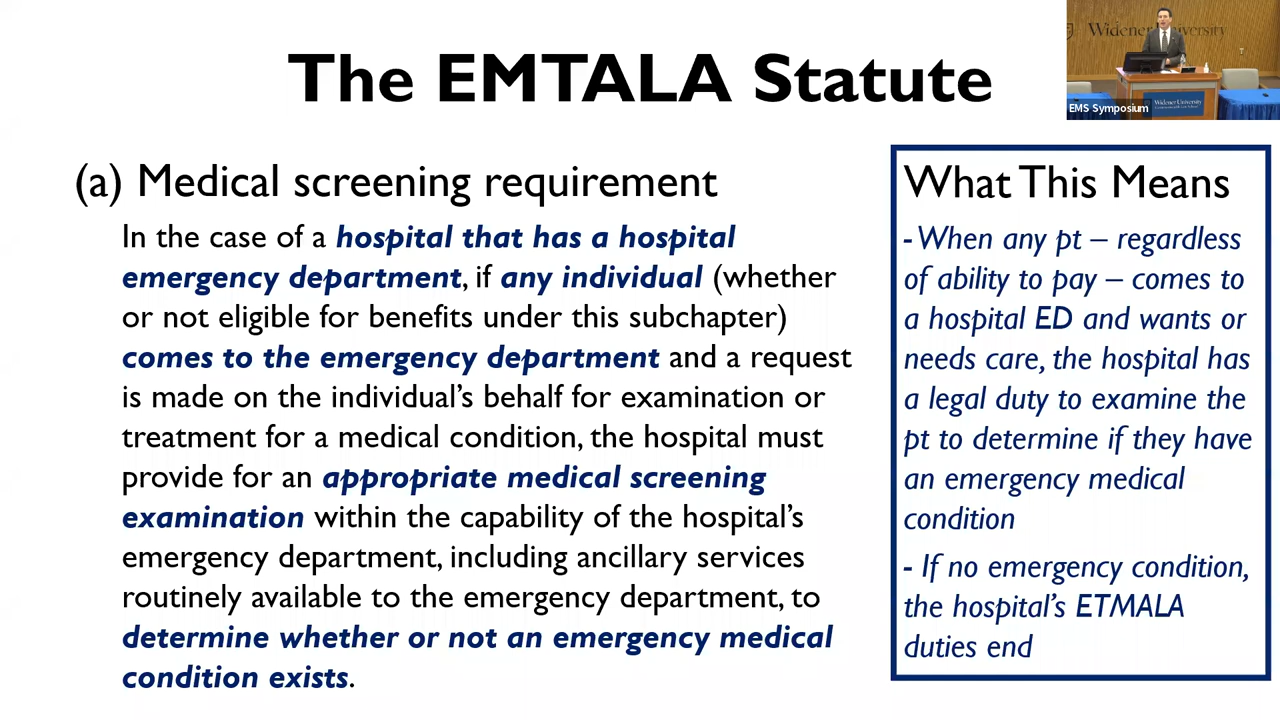 The EMTALA Statute
Widener University
EMS Symposium
Widener University
(a) Medical screening requirement
In the case of a hospital that has a hospital
emergency department, if any individual (whether
or not eligible for benefits under this subchapter)
comes to the emergency department and a request
is made on the individual's behalf for examination or
treatment for a medical condition, the hospital must
provide for an appropriate medical screening
examination within the capability of the hospital's
emergency department, including ancillary services
routinely available to the emergency department, to
determine whether or not an emergency medical
condition exists.
What This Means
- When any pt – regardless
of ability to pay – comes to
a hospital ED and wants or
needs care, the hospital has
a legal duty to examine the
pt to determine if they have
an emergency medical
condition
- If no emergency condition,
the hospital's ETMALA
duties end